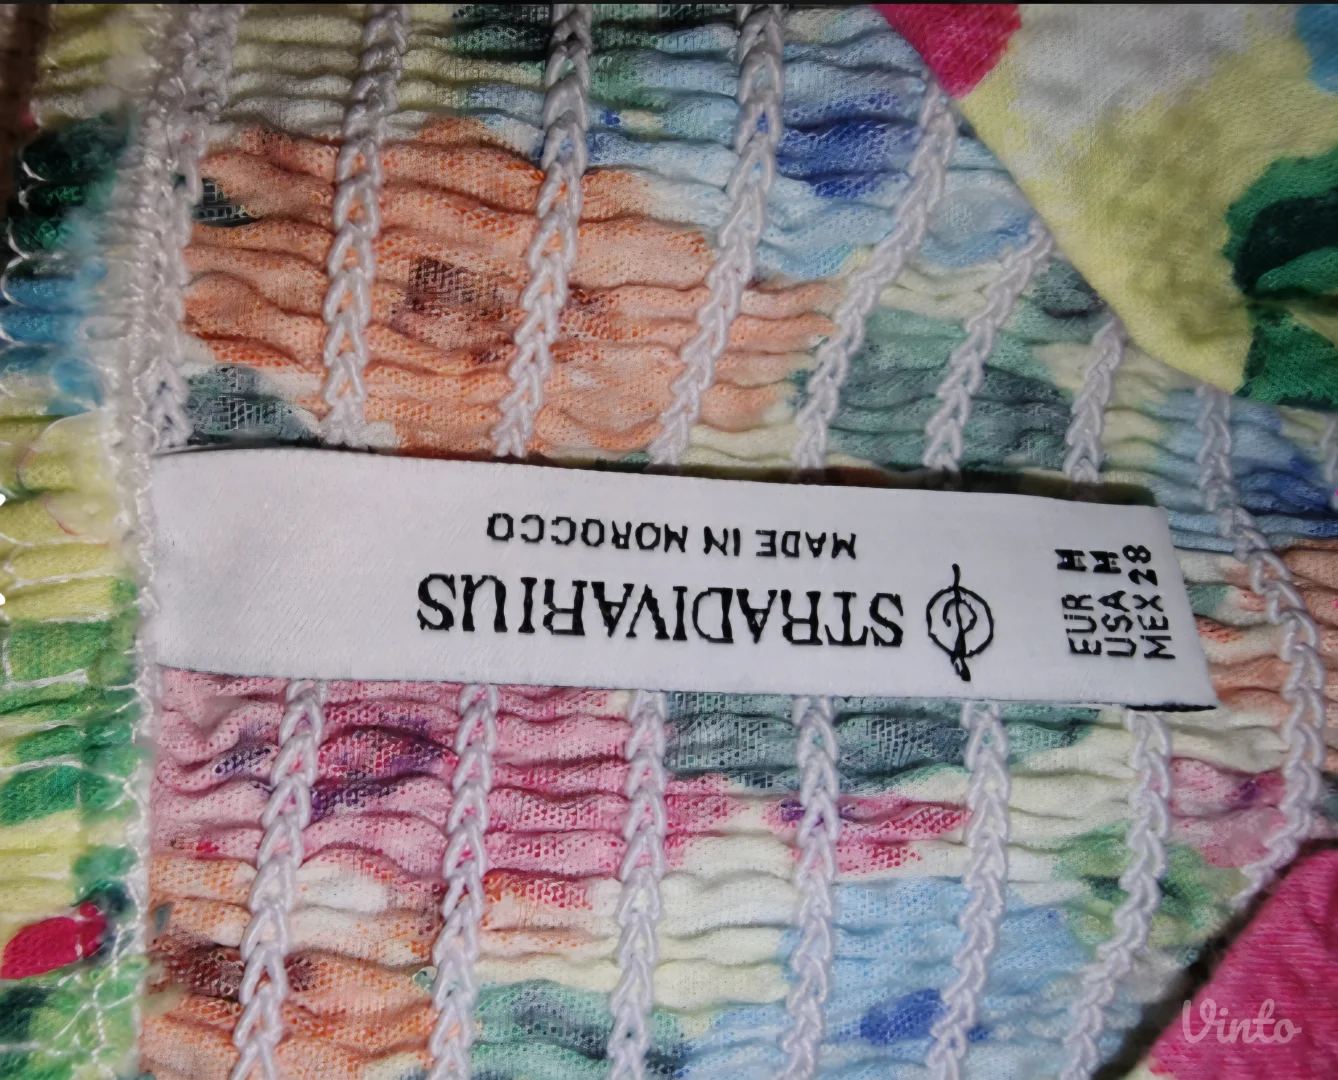 STRADIVARIUS
MADE IN MOROCCO
EUR M
USA M
MEX 28
Vinto